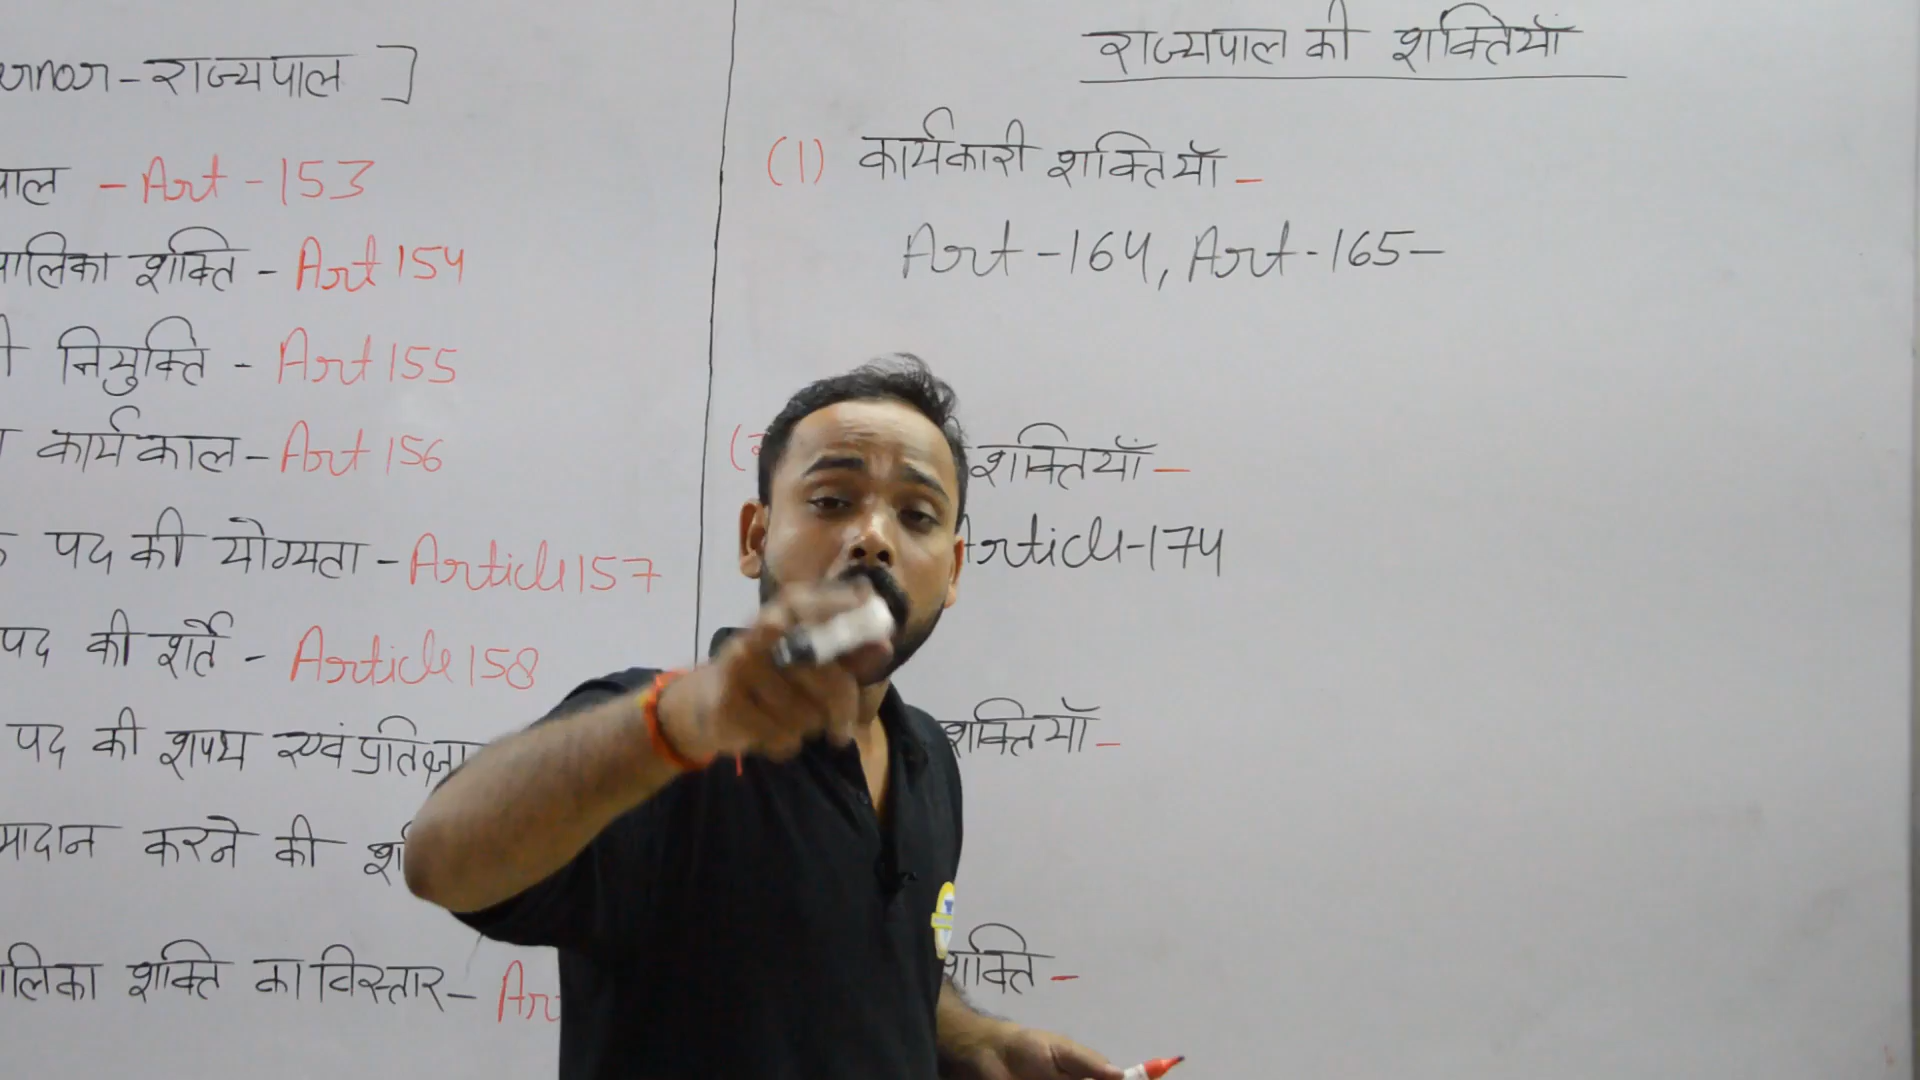 राज्यपाल ]
- Art - 153
शक्ति - Art 154
नियुक्ति - Art 155
कार्यकाल - Art 156
पद की योग्यता - Article 157
पद की शर्ते - Article 158
पद की शपथ एवं प्रतिज्ञा
करने की
शक्ति का विस्तार -
राज्यपाल की शक्तियाँ
(1) कार्यकारी शक्तियाँ -
Art - 164, Art - 165 -
शक्तियाँ -
Article - 174
शक्तियाँ -
शक्ति -